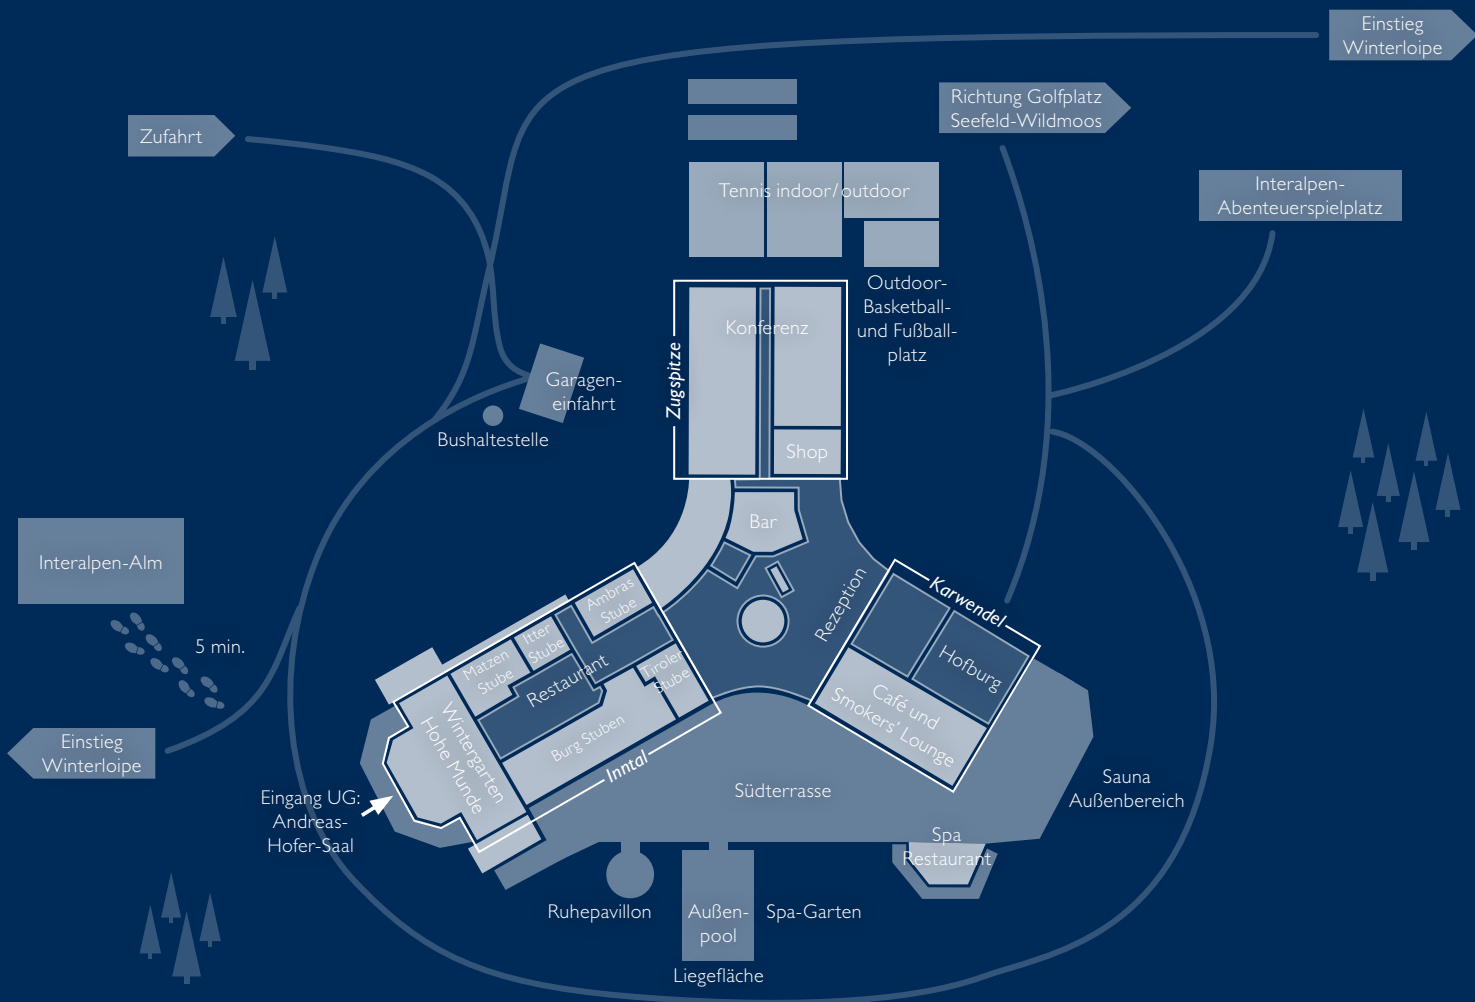 Einstieg
Winterloipe
Richtung Golfplatz
Seefeld-Wildmoos
Zufahrt
Interalpen-
Abenteuerspielplatz
Tennis indoor/outdoor
Outdoor-
Basketball-
und Fußball-
platz
Konferenz
Zugspitze
Garagen-
einfahrt
Bushaltestelle
Shop
Bar
Interalpen-Alm
5 min.
Rezeption
Karwendel
Hofburg
Café und
Smokers' Lounge
Ambras
Stube
Itter
Stube
Matzen
Stube
Restaurant
Tiroler
Stube
Burg Stuben
Wintergarten
Hohe Munde
Inntal
Einstieg
Winterloipe
Eingang UG:
Andreas-
Hofer-Saal
Südterrasse
Sauna
Außenbereich
Spa
Restaurant
Ruhepavillon
Außen-
pool
Spa-Garten
Liegefläche